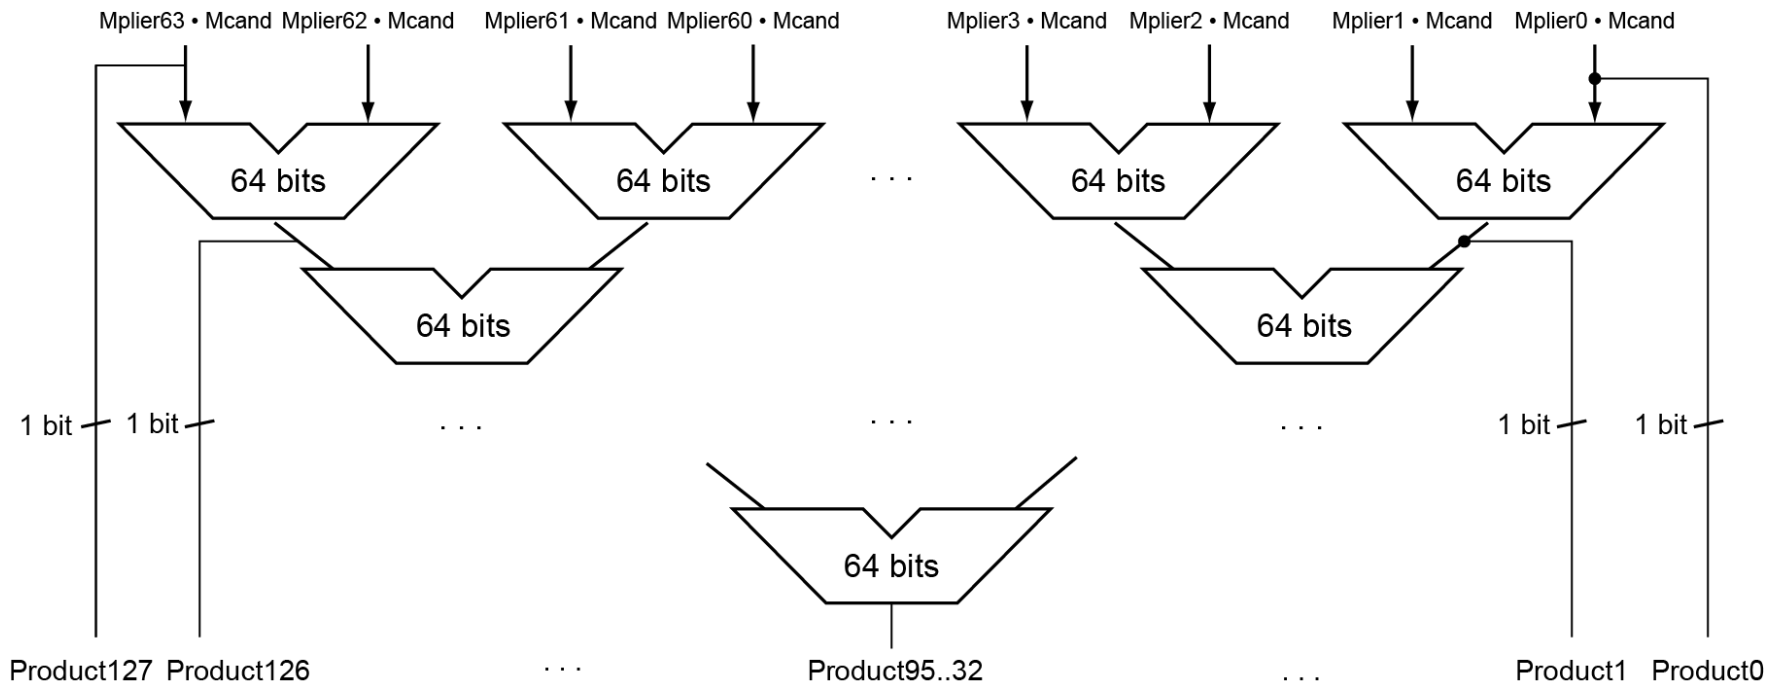 Mplier63 • Mcand Mplier62 • Mcand Mplier61 • Mcand Mplier60 • Mcand Mplier3 • Mcand Mplier2 • Mcand Mplier1 • Mcand Mplier0 • Mcand
64 bits 64 bits . . . 64 bits 64 bits
64 bits 64 bits
1 bit 1 bit . . . . . . . . . 1 bit 1 bit
64 bits
Product127 Product126 . . . Product95..32 . . . Product1 Product0